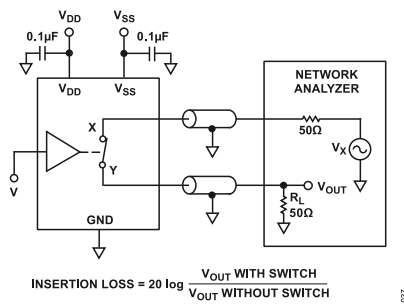 VDD
VSS
0.1µF
0.1µF
VDD
VSS
NETWORK
ANALYZER
X
50Ω
VX
Y
VOUT
V
RL
50Ω
GND
INSERTION LOSS = 20 log VOUT WITH SWITCH
VOUT WITHOUT SWITCH
037